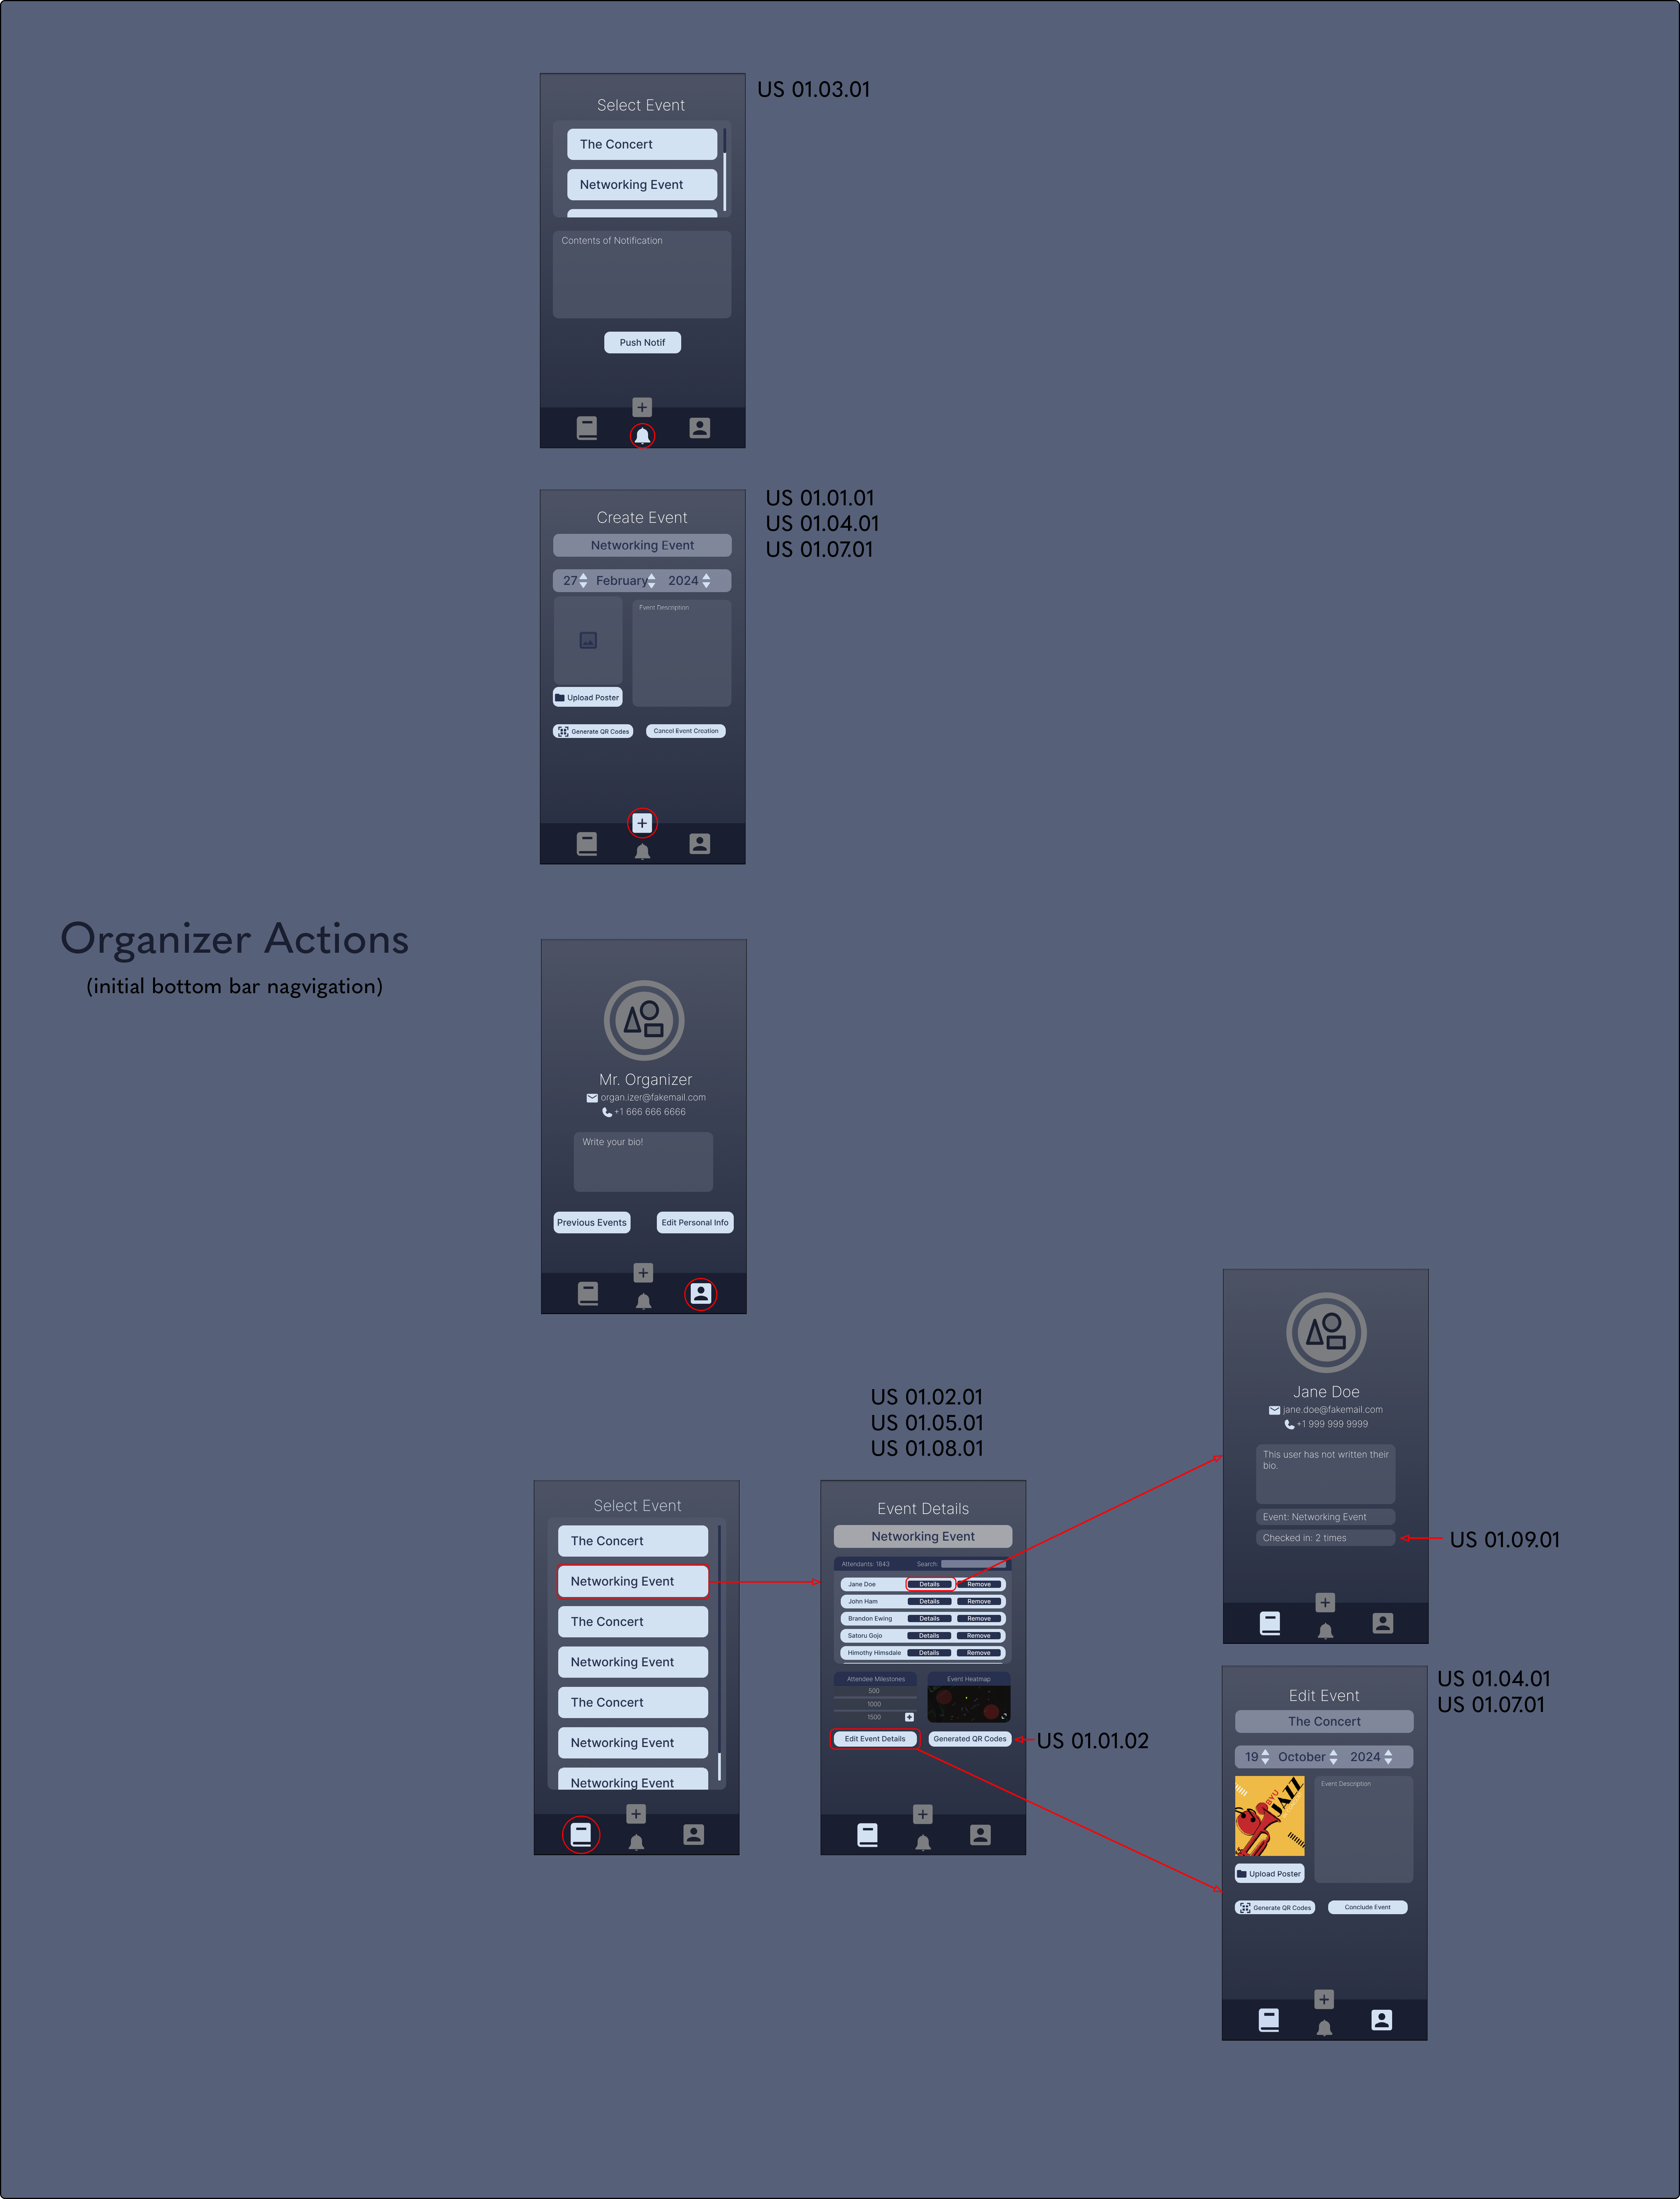 Select Event
US 01.03.01
The Concert
Networking Event
Contents of Notification
Push Notif
Create Event
US 01.01.01
US 01.04.01
US 01.07.01
Networking Event
27 February 2024
Event Description
Upload Poster
Generate QR Codes Cancel Event Creation
Organizer Actions
(initial bottom bar nagvigation)
Mr. Organizer
organ.izer@fakemail.com
+1 666 666 6666
Write your bio!
Previous Events Edit Personal Info
Select Event
The Concert
Networking Event
The Concert
Networking Event
The Concert
Networking Event
Networking Event
US 01.02.01
US 01.05.01
US 01.08.01
Event Details
Networking Event
Attendants: 1843 Search:
Jane Doe Details Remove
John Ham Details Remove
Brandon Ewing Details Remove
Satoru Gojo Details Remove
Himothy Himsdale Details Remove
Attendee Milestones Event Heatmap
500
1000
1500
Edit Event Details Generated QR Codes
US 01.01.02
Jane Doe
jane.doe@fakemail.com
+1 999 999 9999
This user has not written their
bio.
Event: Networking Event
Checked in: 2 times
US 01.09.01
Edit Event
US 01.04.01
US 01.07.01
The Concert
19 October 2024
BYU
JAZZ
Event Description
Upload Poster
Generate QR Codes Conclude Event